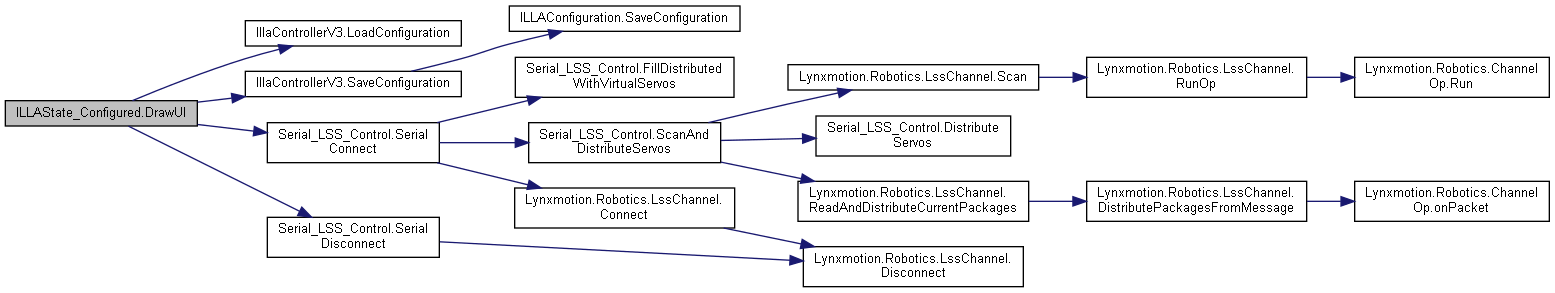 ILLAState_Configured.DrawUI
IllaControllerV3.LoadConfiguration
IllaControllerV3.SaveConfiguration
ILLAConfiguration.SaveConfiguration
Serial_LSS_Control.Serial
Connect
Serial_LSS_Control.FillDistributed
WithVirtualServos
Serial_LSS_Control.ScanAnd
DistributeServos
Lynxmotion.Robotics.LssChannel.Scan
Lynxmotion.Robotics.LssChannel.
RunOp
Lynxmotion.Robotics.Channel
Op.Run
Serial_LSS_Control.Distribute
Servos
Lynxmotion.Robotics.LssChannel.
ReadAndDistributeCurrentPackages
Lynxmotion.Robotics.LssChannel.
DistributePackagesFromMessage
Lynxmotion.Robotics.Channel
Op.onPacket
Lynxmotion.Robotics.LssChannel.
Connect
Serial_LSS_Control.Serial
Disconnect
Lynxmotion.Robotics.LssChannel.
Disconnect